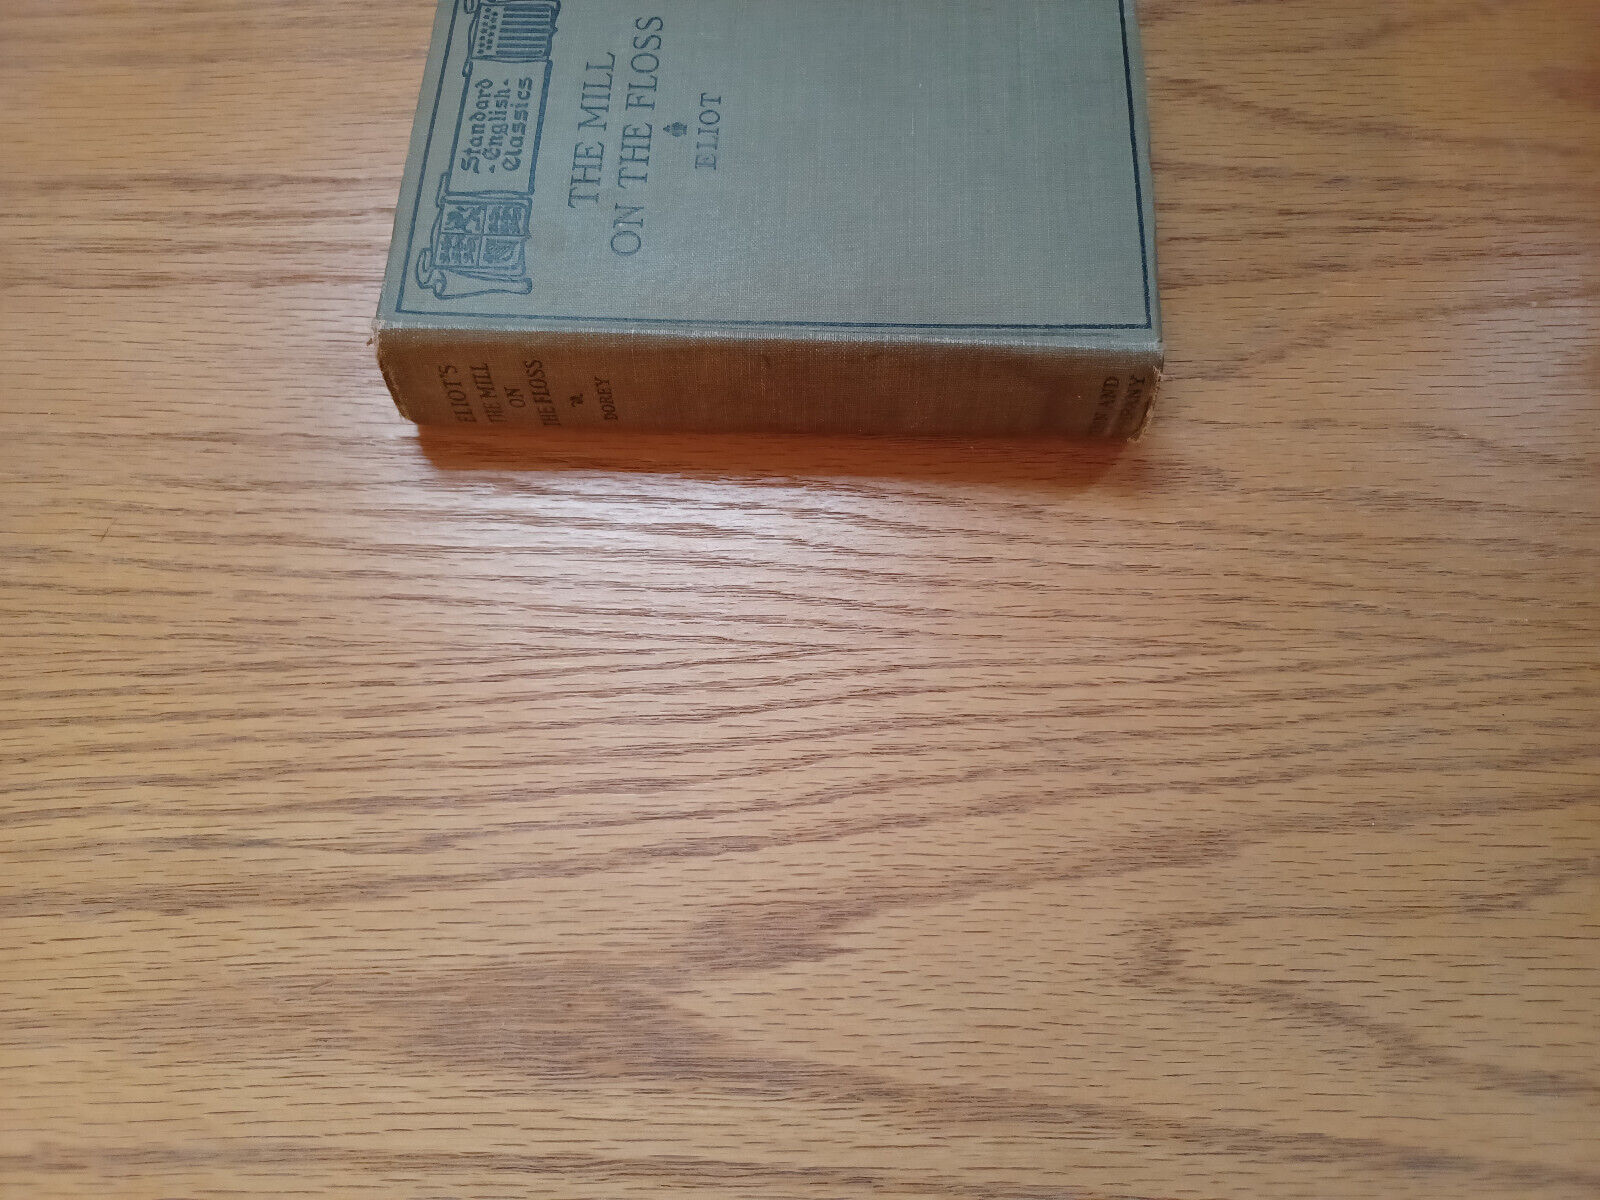 Standard
-English-
Classics
THE MILL
ON THE FLOSS
ELIOT
ELIOT'S
THE MILL
ON
THE FLOSS
DOREY
AND